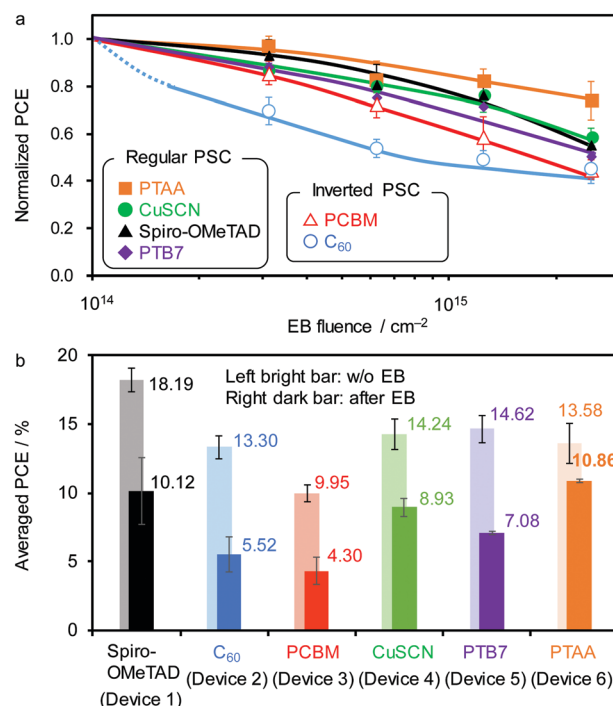 a
1.0
0.8
0.6
0.4
0.2
0.0
Normalized PCE
Regular PSC
PTAA
CuSCN
Spiro-OMeTAD
PTB7
Inverted PSC
PCBM
C₆₀
10¹⁴
10¹⁵
EB fluence / cm⁻²
b
20
15
10
5
0
Averaged PCE / %
Left bright bar: w/o EB
Right dark bar: after EB
18.19
10.12
13.30
5.52
9.95
4.30
14.24
8.93
14.62
7.08
13.58
10.86
Spiro-
OMeTAD
(Device 1)
C₆₀
(Device 2)
PCBM
(Device 3)
CuSCN
(Device 4)
PTB7
(Device 5)
PTAA
(Device 6)